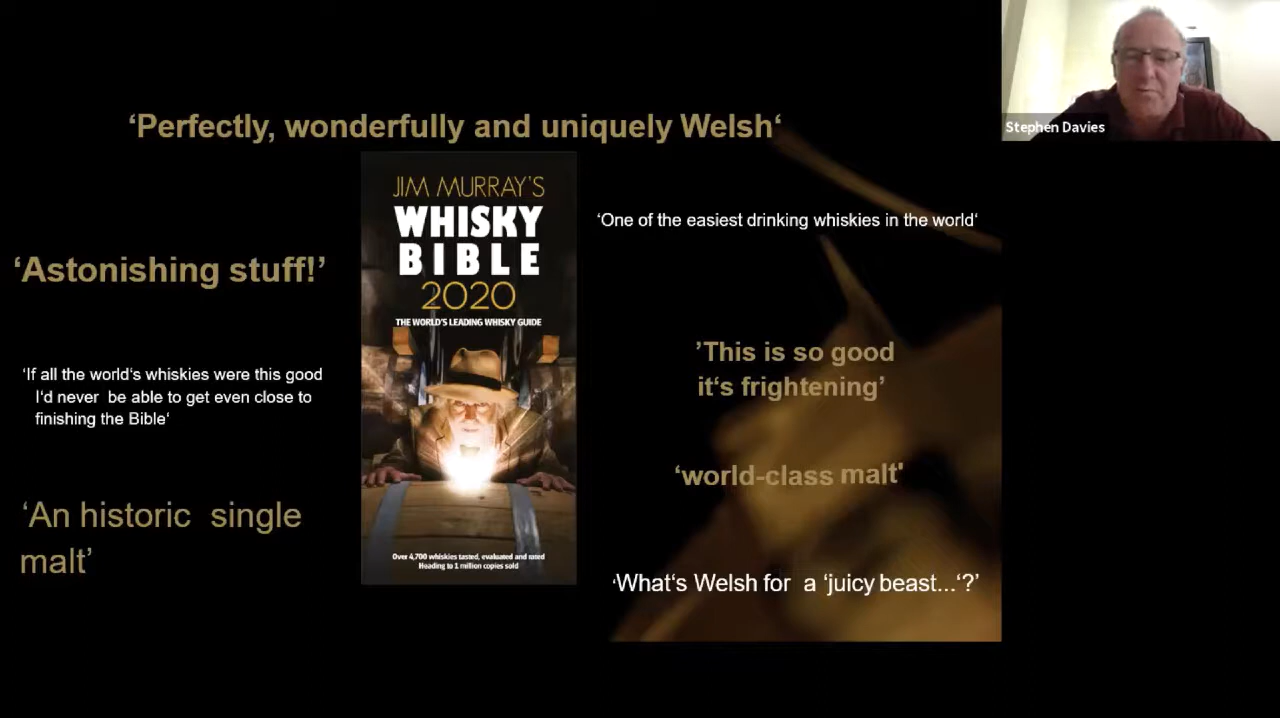 ‘Perfectly, wonderfully and uniquely Welsh‘
Stephen Davies
JIM MURRAY'S
WHISKY
BIBLE
2020
THE WORLD'S LEADING WHISKY GUIDE
Over 4,700 whiskies tasted, evaluated and rated
Heading to 1 million copies sold
‘Astonishing stuff!’
‘If all the world‘s whiskies were this good
I‘d never be able to get even close to
finishing the Bible‘
‘An historic single
malt’
‘One of the easiest drinking whiskies in the world‘
’This is so good
it‘s frightening’
‘world-class malt'
‘What‘s Welsh for a ‘juicy beast...‘?’